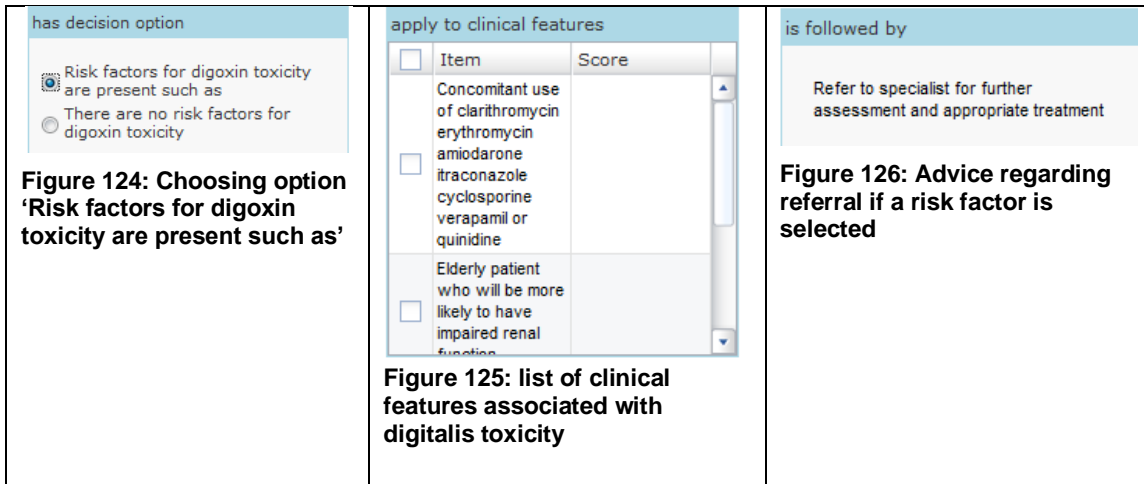 has decision option
Risk factors for digoxin toxicity
are present such as
There are no risk factors for
digoxin toxicity
Figure 124: Choosing option
‘Risk factors for digoxin
toxicity are present such as’
apply to clinical features
Item
Score
Concomitant use
of clarithromycin
erythromycin
amiodarone
itraconazole
cyclosporine
verapamil or
quinidine
Elderly patient
who will be more
likely to have
impaired renal
function
Figure 125: list of clinical
features associated with
digitalis toxicity
is followed by
Refer to specialist for further
assessment and appropriate treatment
Figure 126: Advice regarding
referral if a risk factor is
selected